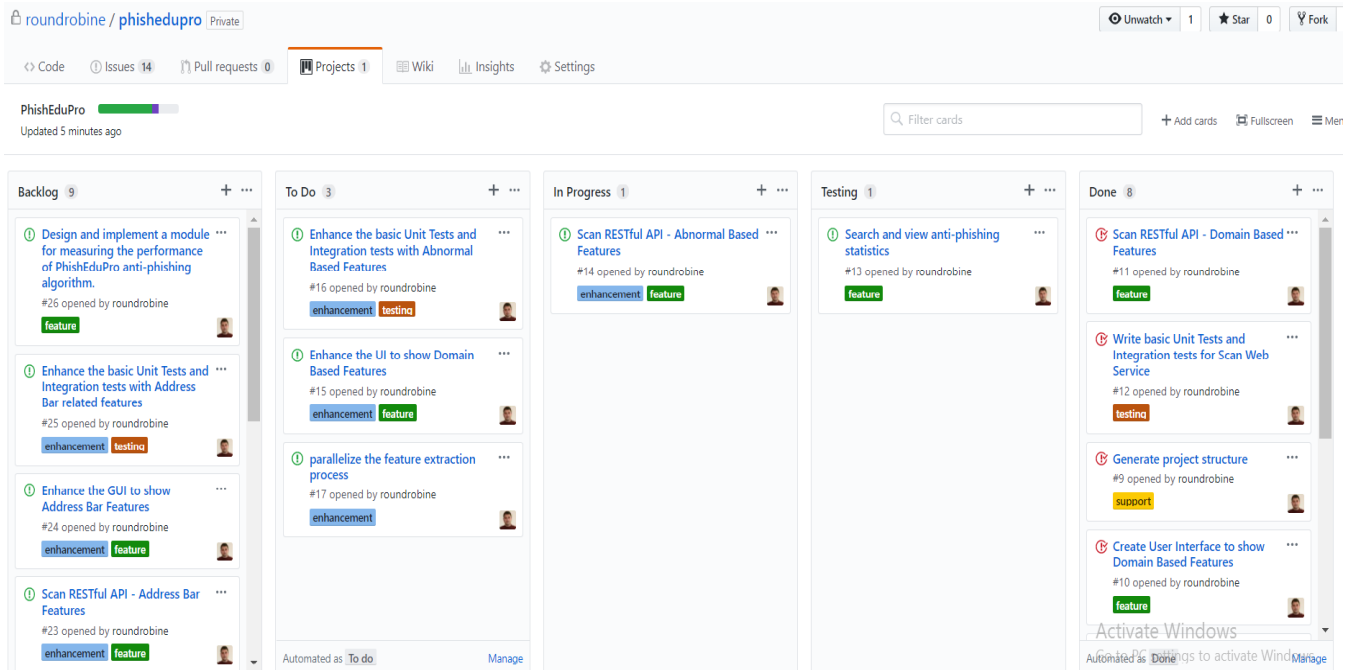 roundrobine / phishedupro Private
Unwatch 1 Star 0 Fork
Code Issues 14 Pull requests 0 Projects 1 Wiki Insights Settings
PhishEduPro
Updated 5 minutes ago
Filter cards
Add cards Fullscreen Men
Backlog 9
Design and implement a module
for measuring the performance
of PhishEduPro anti-phishing
algorithm.
#26 opened by roundrobine
feature
Enhance the basic Unit Tests and
Integration tests with Address
Bar related features
#25 opened by roundrobine
enhancement testing
Enhance the GUI to show
Address Bar Features
#24 opened by roundrobine
enhancement feature
Scan RESTful API - Address Bar
Features
#23 opened by roundrobine
enhancement feature
To Do 3
Enhance the basic Unit Tests and
Integration tests with Abnormal
Based Features
#16 opened by roundrobine
enhancement testing
Enhance the UI to show Domain
Based Features
#15 opened by roundrobine
enhancement feature
parallelize the feature extraction
process
#17 opened by roundrobine
enhancement
Automated as To do Manage
In Progress 1
Scan RESTful API - Abnormal Based
Features
#14 opened by roundrobine
enhancement feature
Testing 1
Search and view anti-phishing
statistics
#13 opened by roundrobine
feature
Done 8
Scan RESTful API - Domain Based
Features
#11 opened by roundrobine
feature
Write basic Unit Tests and
Integration tests for Scan Web
Service
#12 opened by roundrobine
testing
Generate project structure
#9 opened by roundrobine
support
Create User Interface to show
Domain Based Features
#10 opened by roundrobine
feature
Automated as Done Manage
Activate Windows
Go to PC settings to activate Windows.